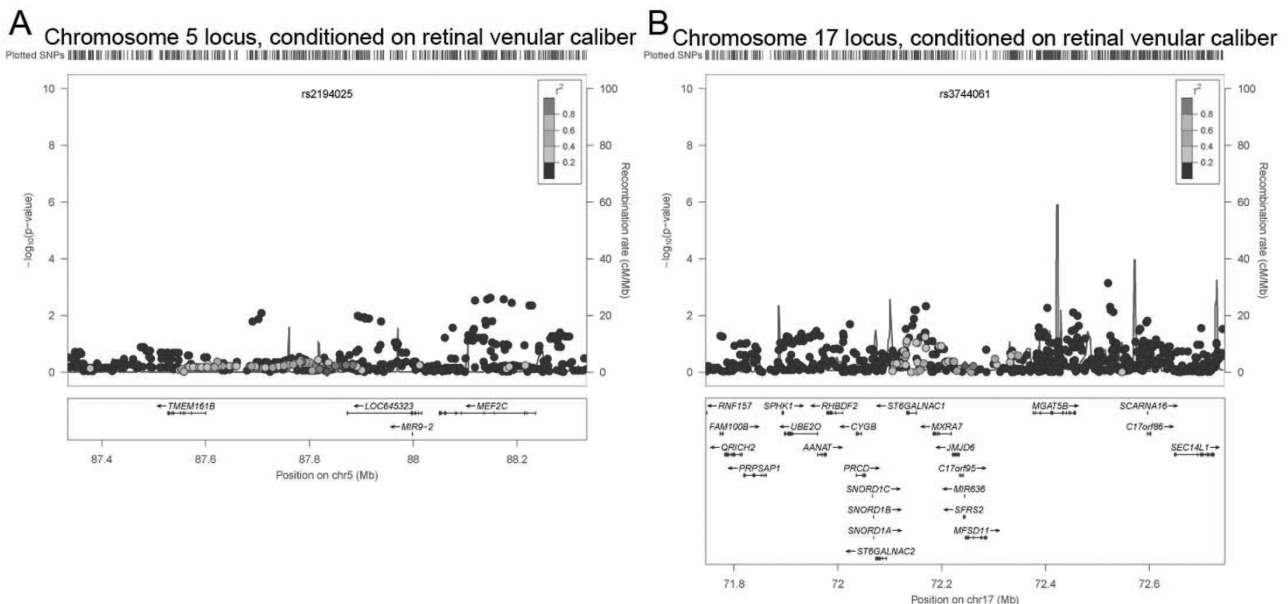 A
Chromosome 5 locus, conditioned on retinal venular caliber
Plotted SNPs
rs2194025
r²
0.8
0.6
0.4
0.2
10
8
6
4
2
0
−log₁₀(p−value)
100
80
60
40
20
0
Recombination rate (cM/Mb)
←TMEM161B
←LOC645323
←MEF2C
←MIR9−2
87.4 87.6 87.8 88 88.2
Position on chr5 (Mb)
B
Chromosome 17 locus, conditioned on retinal venular caliber
Plotted SNPs
rs3744061
r²
0.8
0.6
0.4
0.2
10
8
6
4
2
0
−log₁₀(p−value)
100
80
60
40
20
0
Recombination rate (cM/Mb)
←RNF157 SPHK1→ ←RHBDF2 ←ST6GALNAC1 MGAT5B→ SCARNA16→
FAM100B→ ←UBE2O ←CYGB ←MXRA7 C17orf86→
←QRICH2 AANAT→ ←JMJD6 SEC14L1→
←PRPSAP1 PRCD→ C17orf95→
SNORD1C→ ←MIR636
SNORD1B→ ←SFRS2
SNORD1A→ MFSD11→
←ST6GALNAC2
71.8 72 72.2 72.4 72.6
Position on chr17 (Mb)